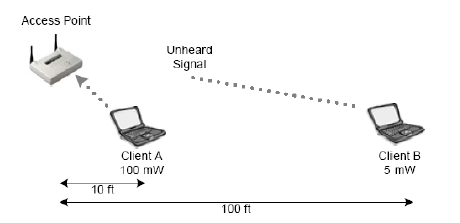 Access Point
Unheard
Signal
Client A
100 mW
Client B
5 mW
10 ft
100 ft